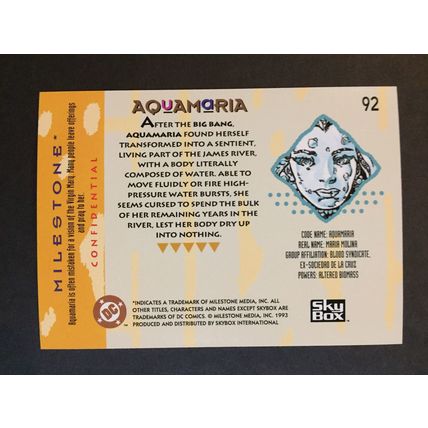 MILESTONE*
CONFIDENTIAL
Aquamaria is often mistaken for a vision of the Virgin Mary. Many people leave offerings
and pray to her.
AQUAMARIA
92
AFTER THE BIG BANG,
AQUAMARIA FOUND HERSELF
TRANSFORMED INTO A SENTIENT,
LIVING PART OF THE JAMES RIVER,
WITH A BODY LITERALLY
COMPOSED OF WATER. ABLE TO
MOVE FLUIDLY OR FIRE HIGH-
PRESSURE WATER BURSTS, SHE
SEEMS CURSED TO SPEND THE BULK
OF HER REMAINING YEARS IN THE
RIVER, LEST HER BODY DRY UP
INTO NOTHING.
CODE NAME: AQUAMARIA
REAL NAME: MARIA MOLINA
GROUP AFFILIATION: BLOOD SYNDICATE,
EX-SOCIEDAD DE LA CRUZ
POWERS: ALTERED BIOMASS
DC
*INDICATES A TRADEMARK OF MILESTONE MEDIA, INC. ALL
OTHER TITLES, CHARACTERS AND NAMES EXCEPT SKYBOX ARE
TRADEMARKS OF DC COMICS. © MILESTONE MEDIA, INC. 1993
PRODUCED AND DISTRIBUTED BY SKYBOX INTERNATIONAL
SKY
BOX™